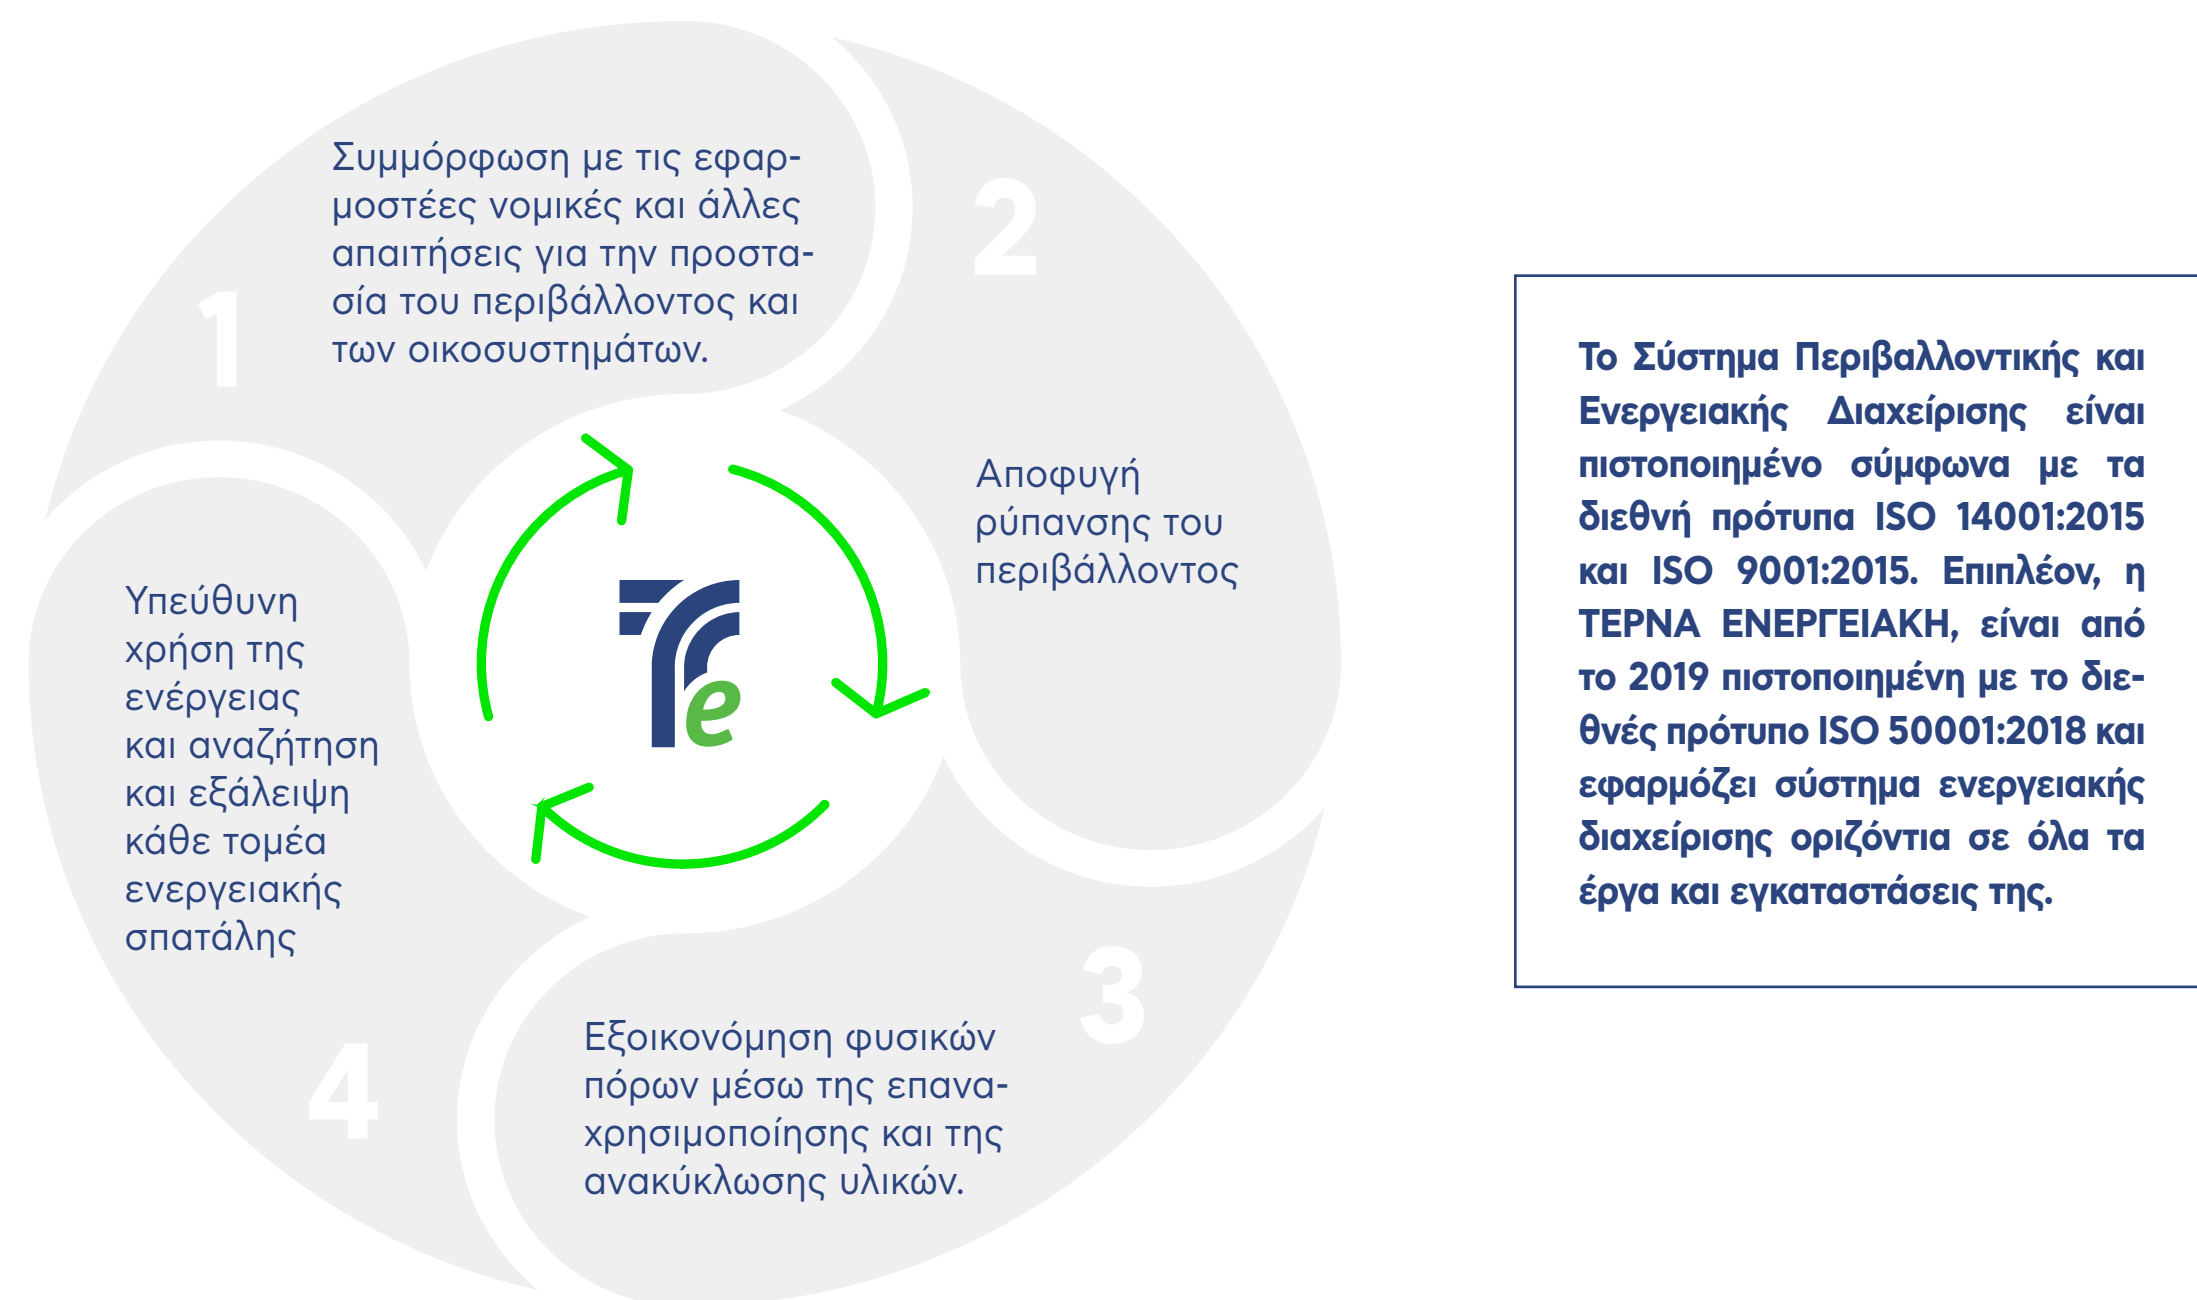 1
Συμμόρφωση με τις εφαρ-
μοστέες νομικές και άλλες
απαιτήσεις για την προστα-
σία του περιβάλλοντος και
των οικοσυστημάτων.
2
Αποφυγή
ρύπανσης του
περιβάλλοντος
3
Εξοικονόμηση φυσικών
πόρων μέσω της επανα-
χρησιμοποίησης και της
ανακύκλωσης υλικών.
4
Υπεύθυνη
χρήση της
ενέργειας
και αναζήτηση
και εξάλειψη
κάθε τομέα
ενεργειακής
σπατάλης
e
Το Σύστημα Περιβαλλοντικής και
Ενεργειακής Διαχείρισης είναι
πιστοποιημένο σύμφωνα με τα
διεθνή πρότυπα ISO 14001:2015
και ISO 9001:2015. Επιπλέον, η
ΤΕΡΝΑ ΕΝΕΡΓΕΙΑΚΗ, είναι από
το 2019 πιστοποιημένη με το διε-
θνές πρότυπο ISO 50001:2018 και
εφαρμόζει σύστημα ενεργειακής
διαχείρισης οριζόντια σε όλα τα
έργα και εγκαταστάσεις της.